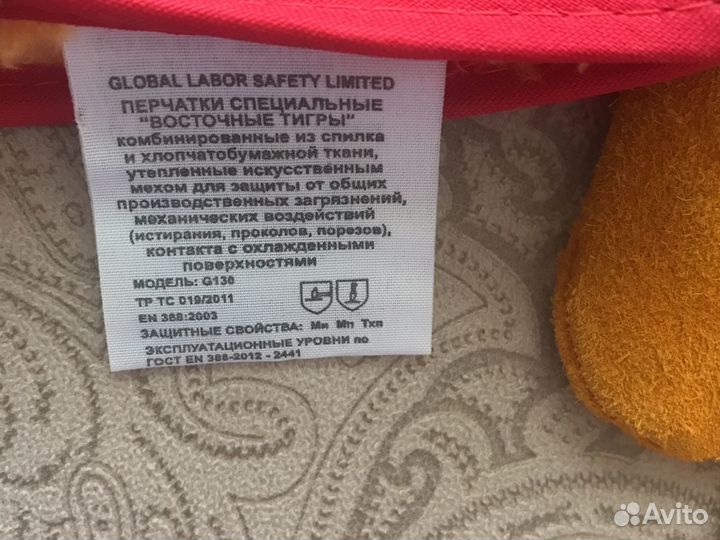 GLOBAL LABOR SAFETY LIMITED
ПЕРЧАТКИ СПЕЦИАЛЬНЫЕ
"ВОСТОЧНЫЕ ТИГРЫ"
комбинированные из спилка
и хлопчатобумажной ткани,
утепленные искусственным
мехом для защиты от общих
производственных загрязнений,
механических воздействий
(истирания, проколов, порезов),
контакта с охлажденными
поверхностями
МОДЕЛЬ: G130
ТР ТС 019/2011
EN 388:2003
ЗАЩИТНЫЕ СВОЙСТВА: Ми Мп Тхп
ЭКСПЛУАТАЦИОННЫЕ УРОВНИ по
ГОСТ EN 388-2012 - 2441
Avito